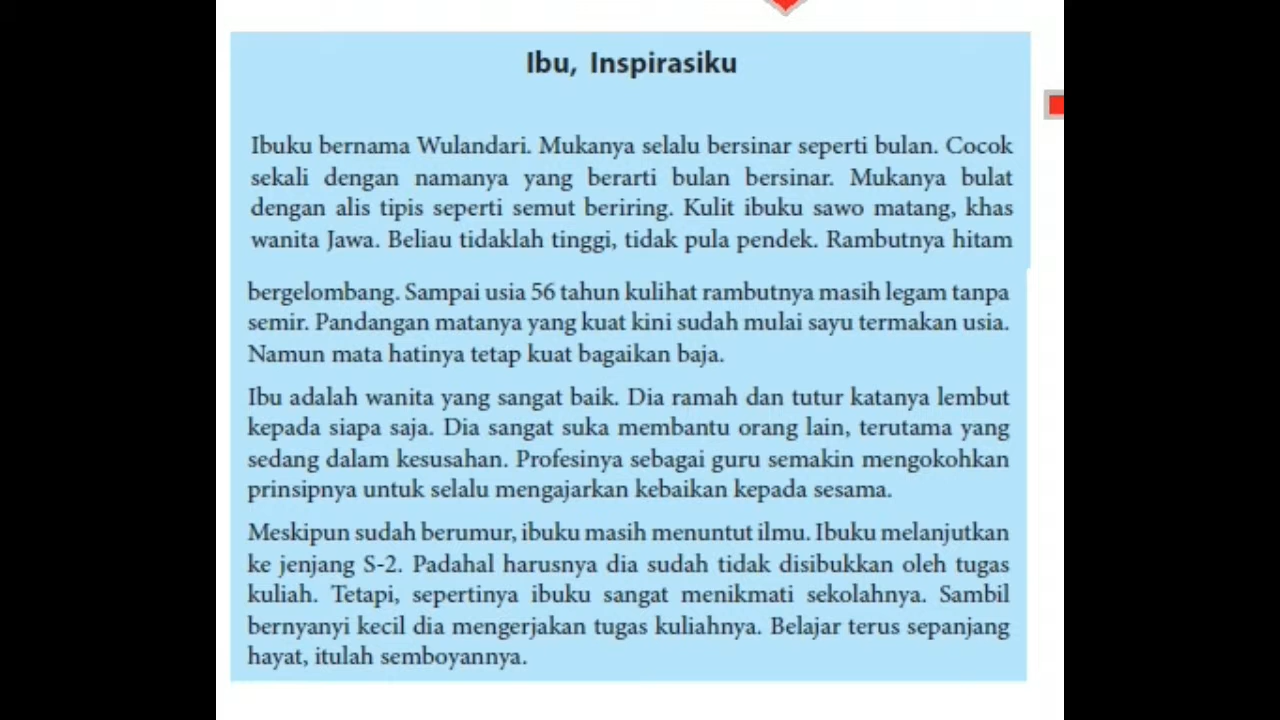 Ibu, Inspirasiku
Ibuku bernama Wulandari. Mukanya selalu bersinar seperti bulan. Cocok
sekali dengan namanya yang berarti bulan bersinar. Mukanya bulat
dengan alis tipis seperti semut beriring. Kulit ibuku sawo matang, khas
wanita Jawa. Beliau tidaklah tinggi, tidak pula pendek. Rambutnya hitam
bergelombang. Sampai usia 56 tahun kulihat rambutnya masih legam tanpa
semir. Pandangan matanya yang kuat kini sudah mulai sayu termakan usia.
Namun mata hatinya tetap kuat bagaikan baja.
Ibu adalah wanita yang sangat baik. Dia ramah dan tutur katanya lembut
kepada siapa saja. Dia sangat suka membantu orang lain, terutama yang
sedang dalam kesusahan. Profesinya sebagai guru semakin mengokohkan
prinsipnya untuk selalu mengajarkan kebaikan kepada sesama.
Meskipun sudah berumur, ibuku masih menuntut ilmu. Ibuku melanjutkan
ke jenjang S-2. Padahal harusnya dia sudah tidak disibukkan oleh tugas
kuliah. Tetapi, sepertinya ibuku sangat menikmati sekolahnya. Sambil
bernyanyi kecil dia mengerjakan tugas kuliahnya. Belajar terus sepanjang
hayat, itulah semboyannya.